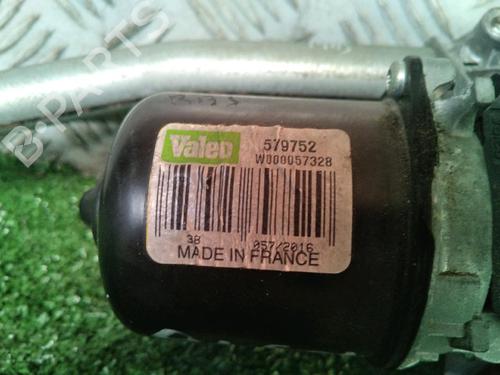 B-PARTS
Valeo
579752
W000057328
38
057/2016
MADE IN FRANCE